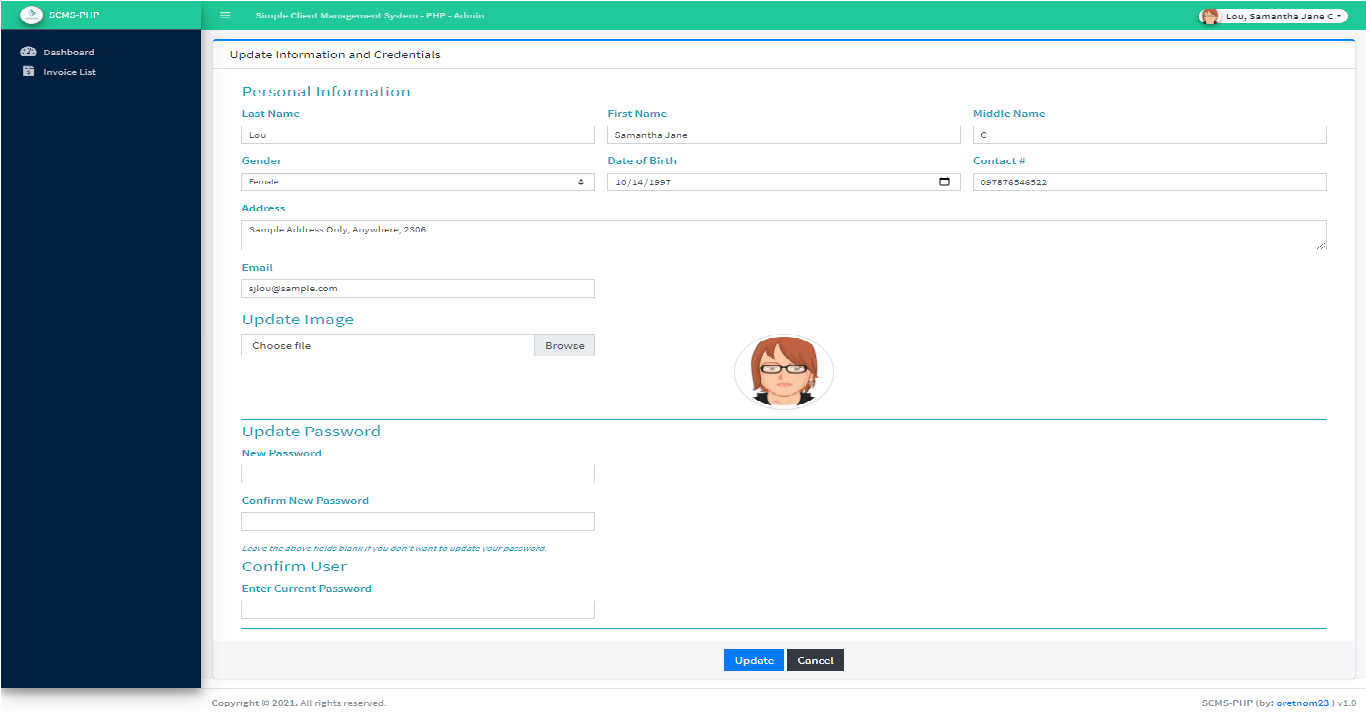 SCMS-PHP
Simple Client Management System - PHP - Admin
Lou, Samantha Jane C
Dashboard
Invoice List
Update Information and Credentials
Personal Information
Last Name First Name Middle Name
Lou Samantha Jane C
Gender Date of Birth Contact #
Female 10/14/1997 097876546522
Address
Sample Address Only, Anywhere, 2306
Email
sjlou@sample.com
Update Image
Choose file Browse
Update Password
New Password
Confirm New Password
Leave the above fields blank if you don't want to update your password.
Confirm User
Enter Current Password
Update Cancel
Copyright © 2021. All rights reserved. SCMS-PHP (by: oretnom23 ) v1.0